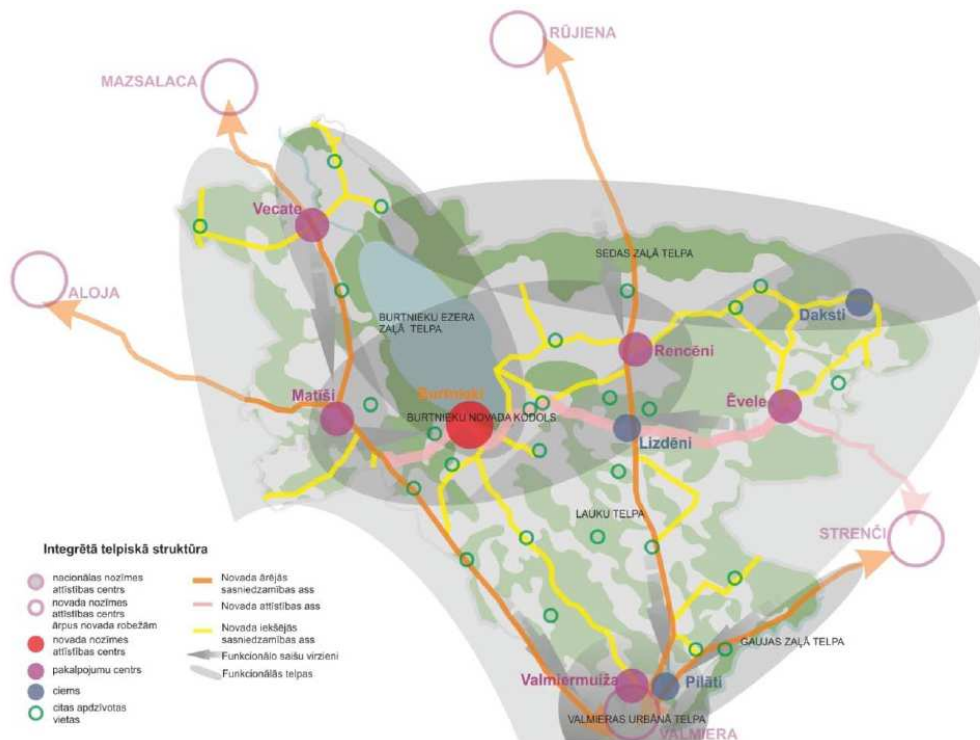 RŪJIENA
MAZSALACA
Vecate
ALOJA
SEDAS ZAĻĀ TELPA
BURTNIEKU EZERA
ZAĻĀ TELPA
Daksti
Rencēni
Matīši
Burtnieki
BURTNIEKU NOVADA KODOLS
Ēvele
Lizdēni
LAUKU TELPA
STRENČI
GAUJAS ZAĻĀ TELPA
Valmiermuiža
Pilāti
VALMIERAS URBĀNĀ TELPA
VALMIERA
Integrētā telpiskā struktūra
nacionālas nozīmes
attīstības centrs
novada nozīmes
attīstības centrs
ārpus novada robežām
novada nozīmes
attīstības centrs
pakalpojumu centrs
ciems
citas apdzīvotas
vietas
Novada ārējās
sasniedzamības ass
Novada attīstības ass
Novada iekšējās
sasniedzamības ass
Funkcionālo saišu virzieni
Funkcionālās telpas